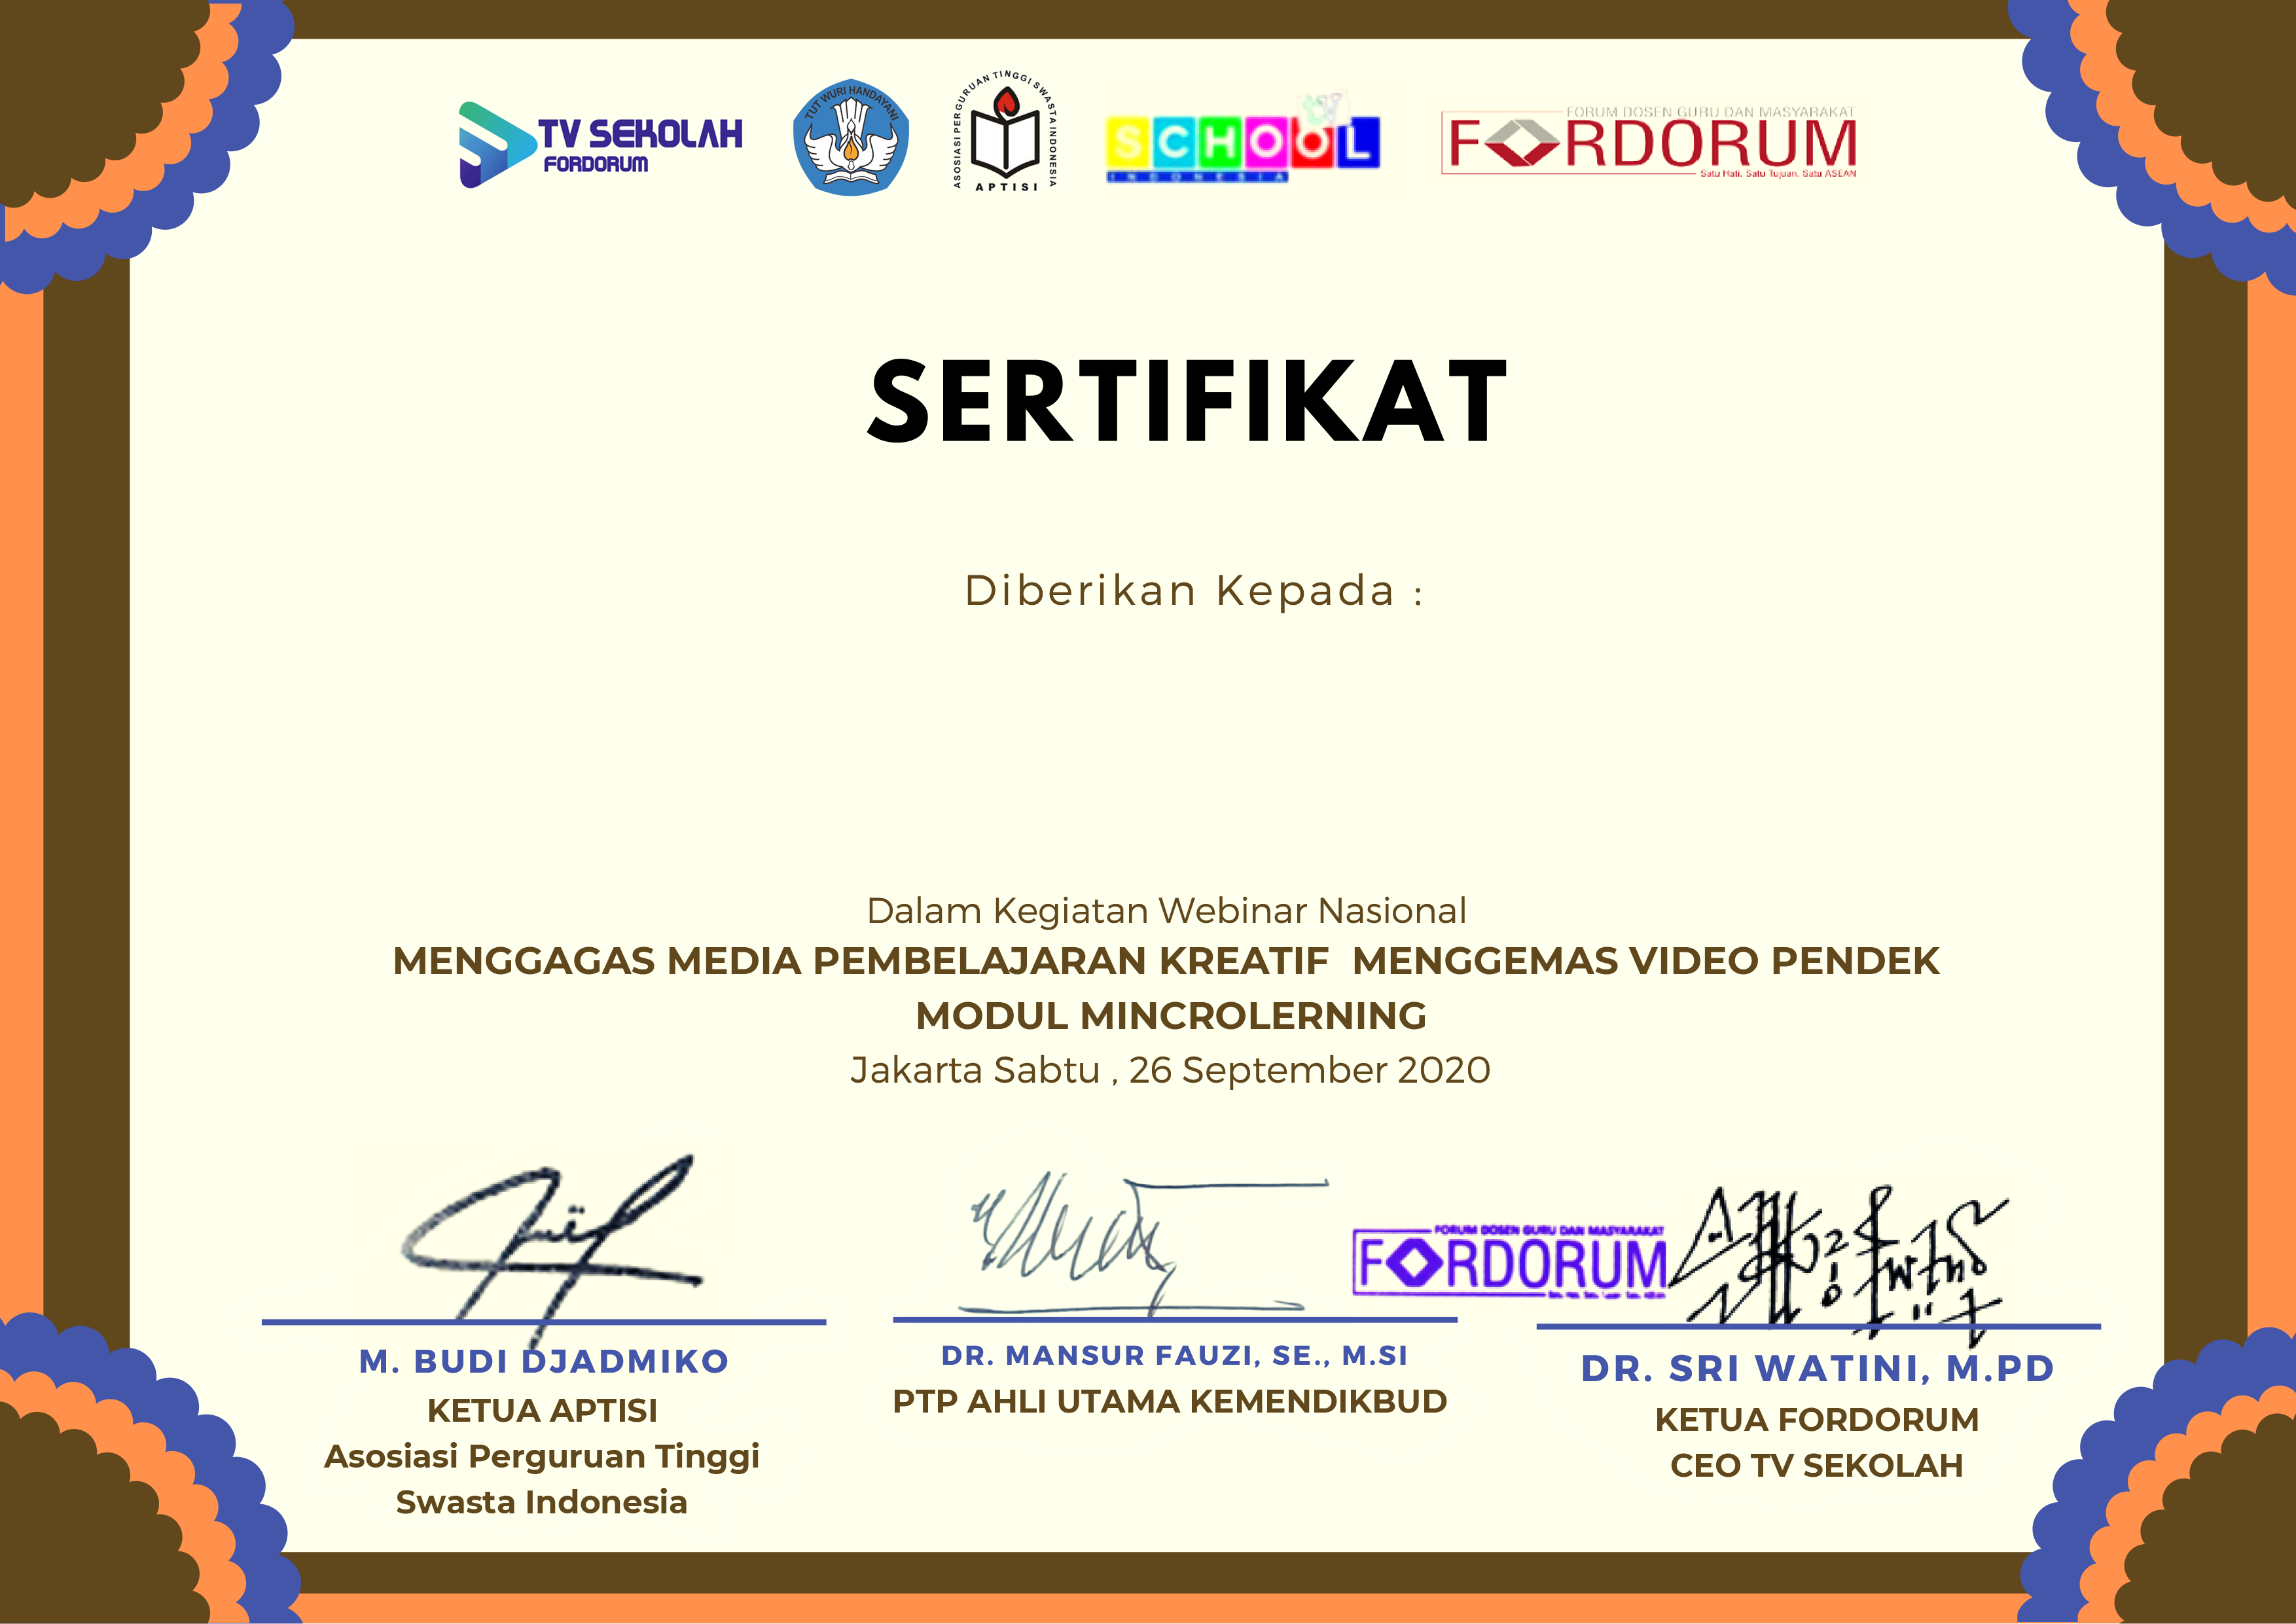 TV SEKOLAH
FORDORUM
TUT WURI HANDAYANI
ASOSIASI PERGURUAN TINGGI SWASTA INDONESIA
APTISI
SCHOOL
INDONESIA
FORUM DOSEN GURU DAN MASYARAKAT
FORDORUM
Satu Hati. Satu Tujuan. Satu ASEAN
SERTIFIKAT
Diberikan Kepada :
Dalam Kegiatan Webinar Nasional
MENGGAGAS MEDIA PEMBELAJARAN KREATIF MENGGEMAS VIDEO PENDEK
MODUL MINCROLERNING
Jakarta Sabtu , 26 September 2020
FORUM DOSEN GURU DAN MASYARAKAT
FORDORUM
M. BUDI DJADMIKO
KETUA APTISI
Asosiasi Perguruan Tinggi
Swasta Indonesia
DR. MANSUR FAUZI, SE., M.SI
PTP AHLI UTAMA KEMENDIKBUD
DR. SRI WATINI, M.PD
KETUA FORDORUM
CEO TV SEKOLAH